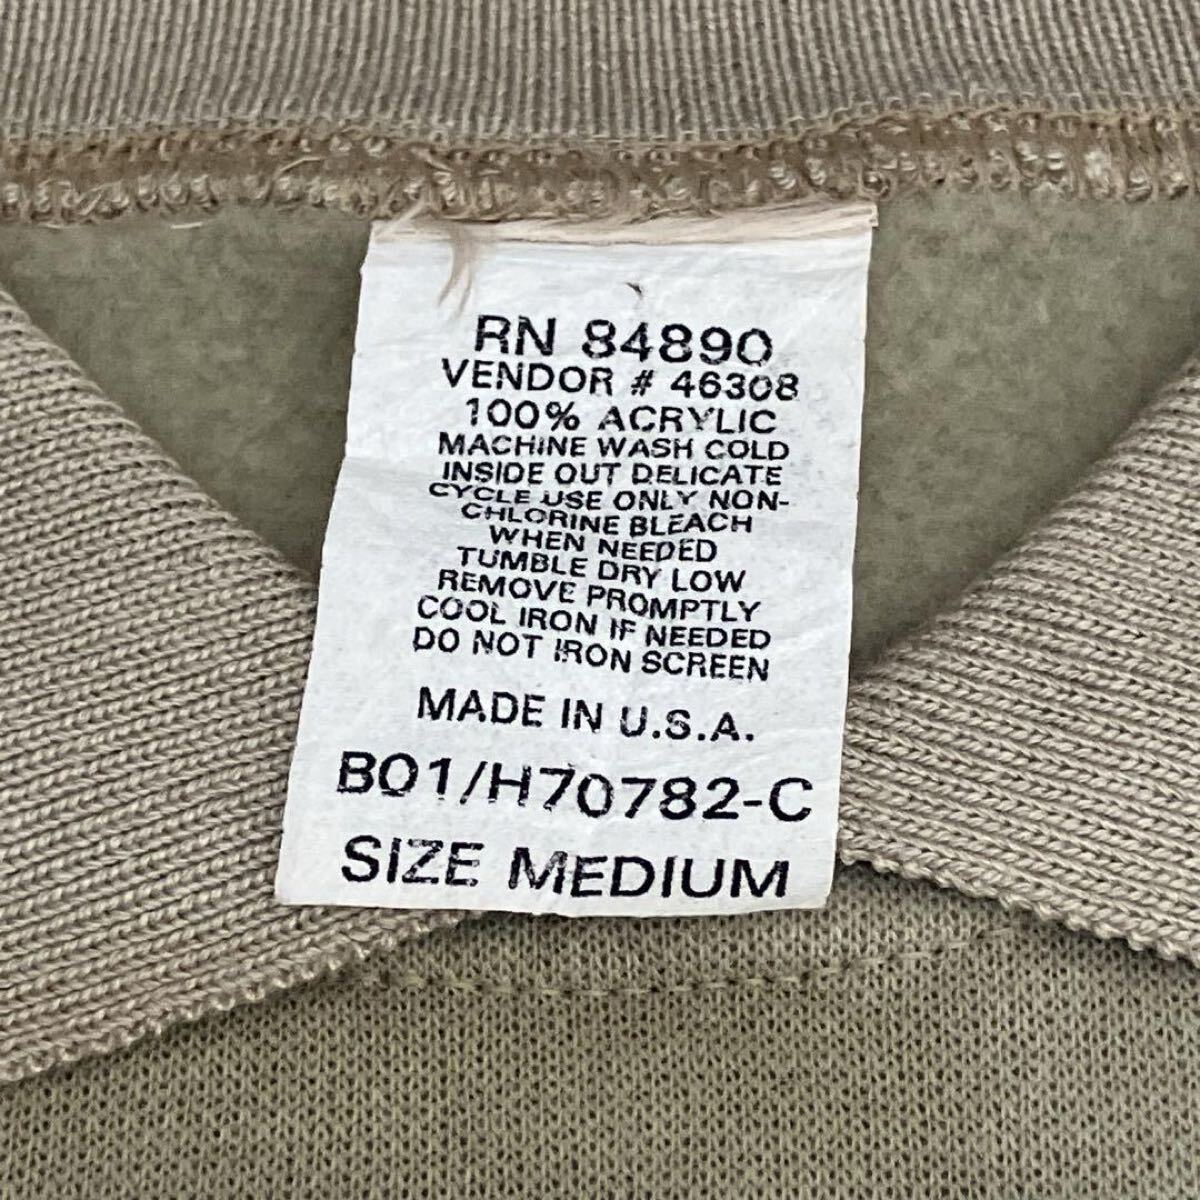 RN 84890
VENDOR # 46308
100% ACRYLIC
MACHINE WASH COLD
INSIDE OUT DELICATE
CYCLE USE ONLY NON-
CHLORINE BLEACH
WHEN NEEDED
TUMBLE DRY LOW
REMOVE PROMPTLY
COOL IRON IF NEEDED
DO NOT IRON SCREEN
MADE IN U.S.A.
B01/H70782-C
SIZE MEDIUM